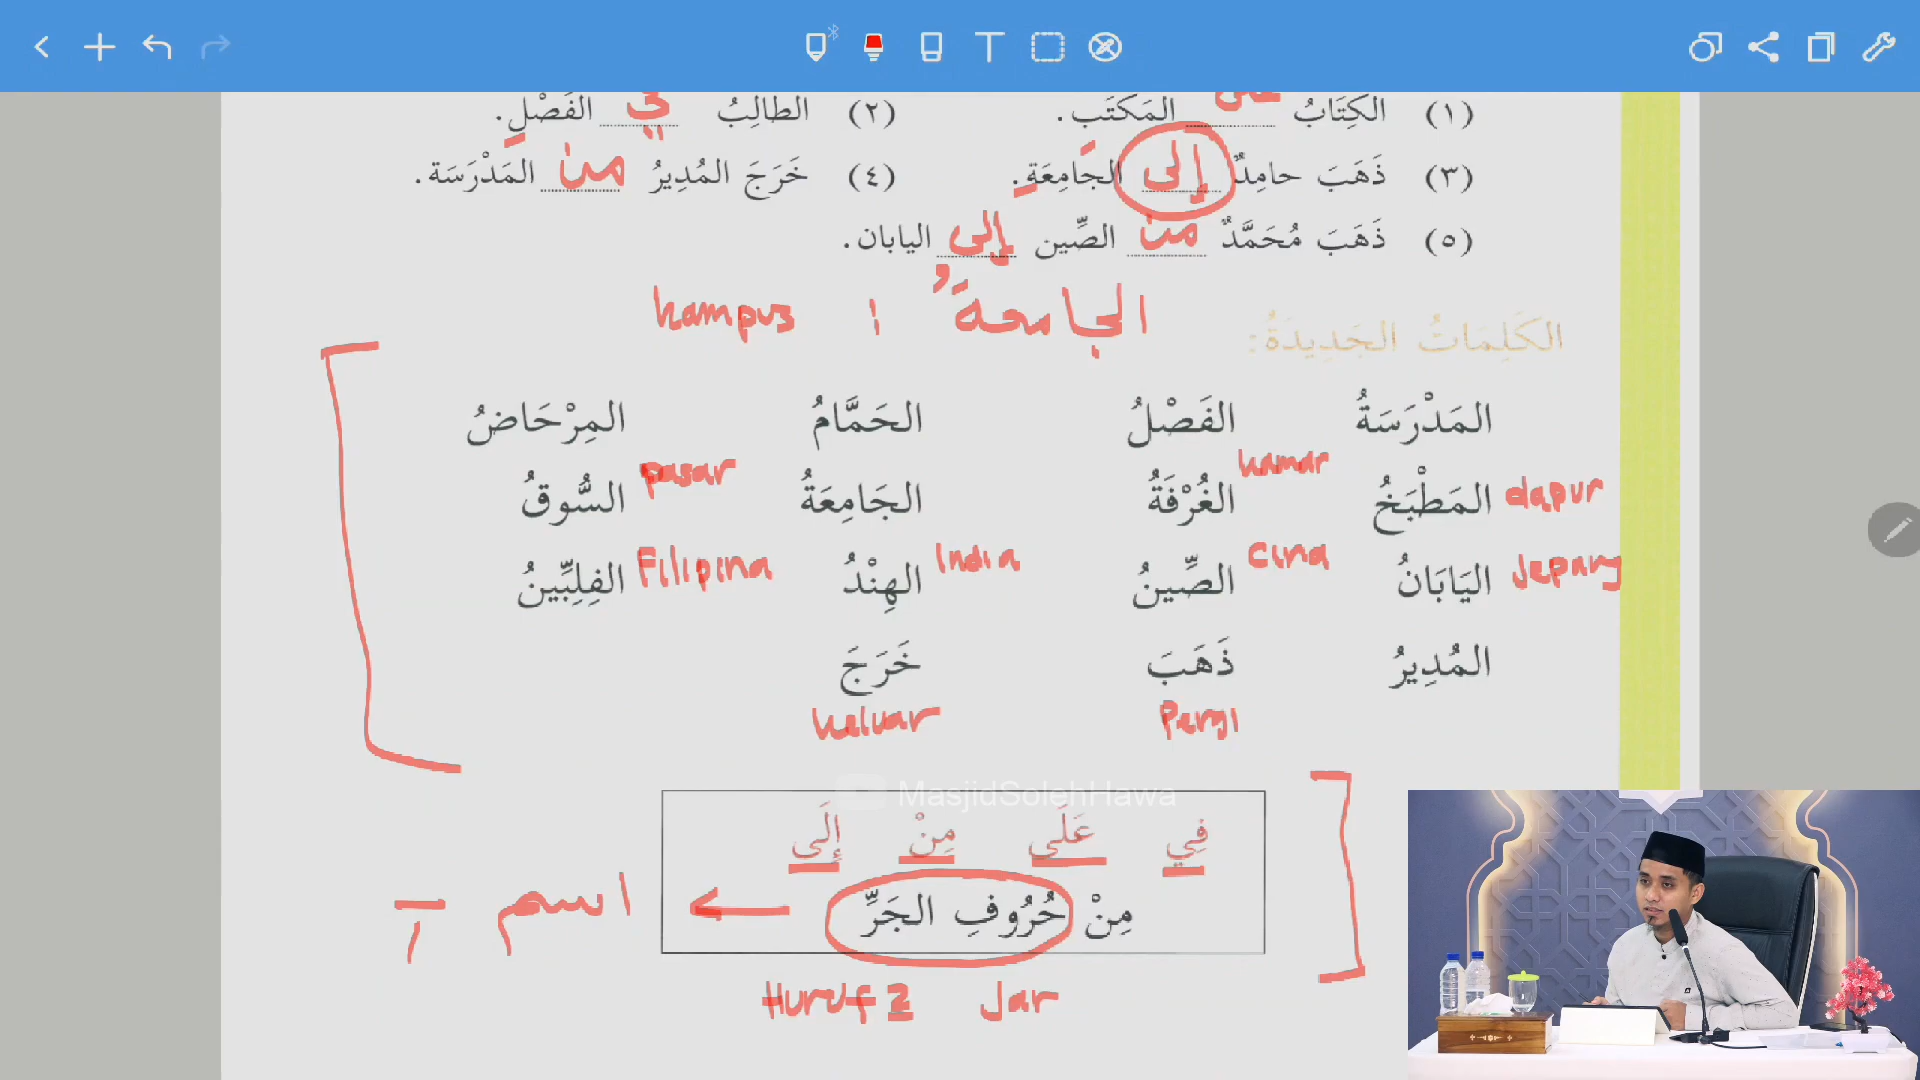 (١) الكِتَابُ على المَكتَب. (٢) الطالِبُ في الفَصْل.
(٣) ذَهَبَ حامِدٌ إلى الجامِعَة. (٤) خَرَجَ المُدِيرُ من المَدْرَسَة.
(٥) ذَهَبَ مُحَمَّدٌ من الصِّين إلى اليابان.
الجامعةُ : kampus
الكَلِمَاتُ الجَدِيدَةُ:
المَدْرَسَةُ الفَصْلُ الحَمَّامُ المِرْحَاضُ
المَطْبَخُ dapur الغُرْفَةُ kamar الجَامِعَةُ السُّوقُ pasar
اليَابَانُ Jepang الصِّينُ cina الهِنْدُ India الفِلِبِّينُ Filipina
المُدِيرُ ذَهَبَ خَرَجَ
pergi keluar
MasjidSolehHawa
فِي عَلَى مِنْ إِلَى
مِنْ حُرُوفِ الجَرِّ اسم
Huruf2 Jar